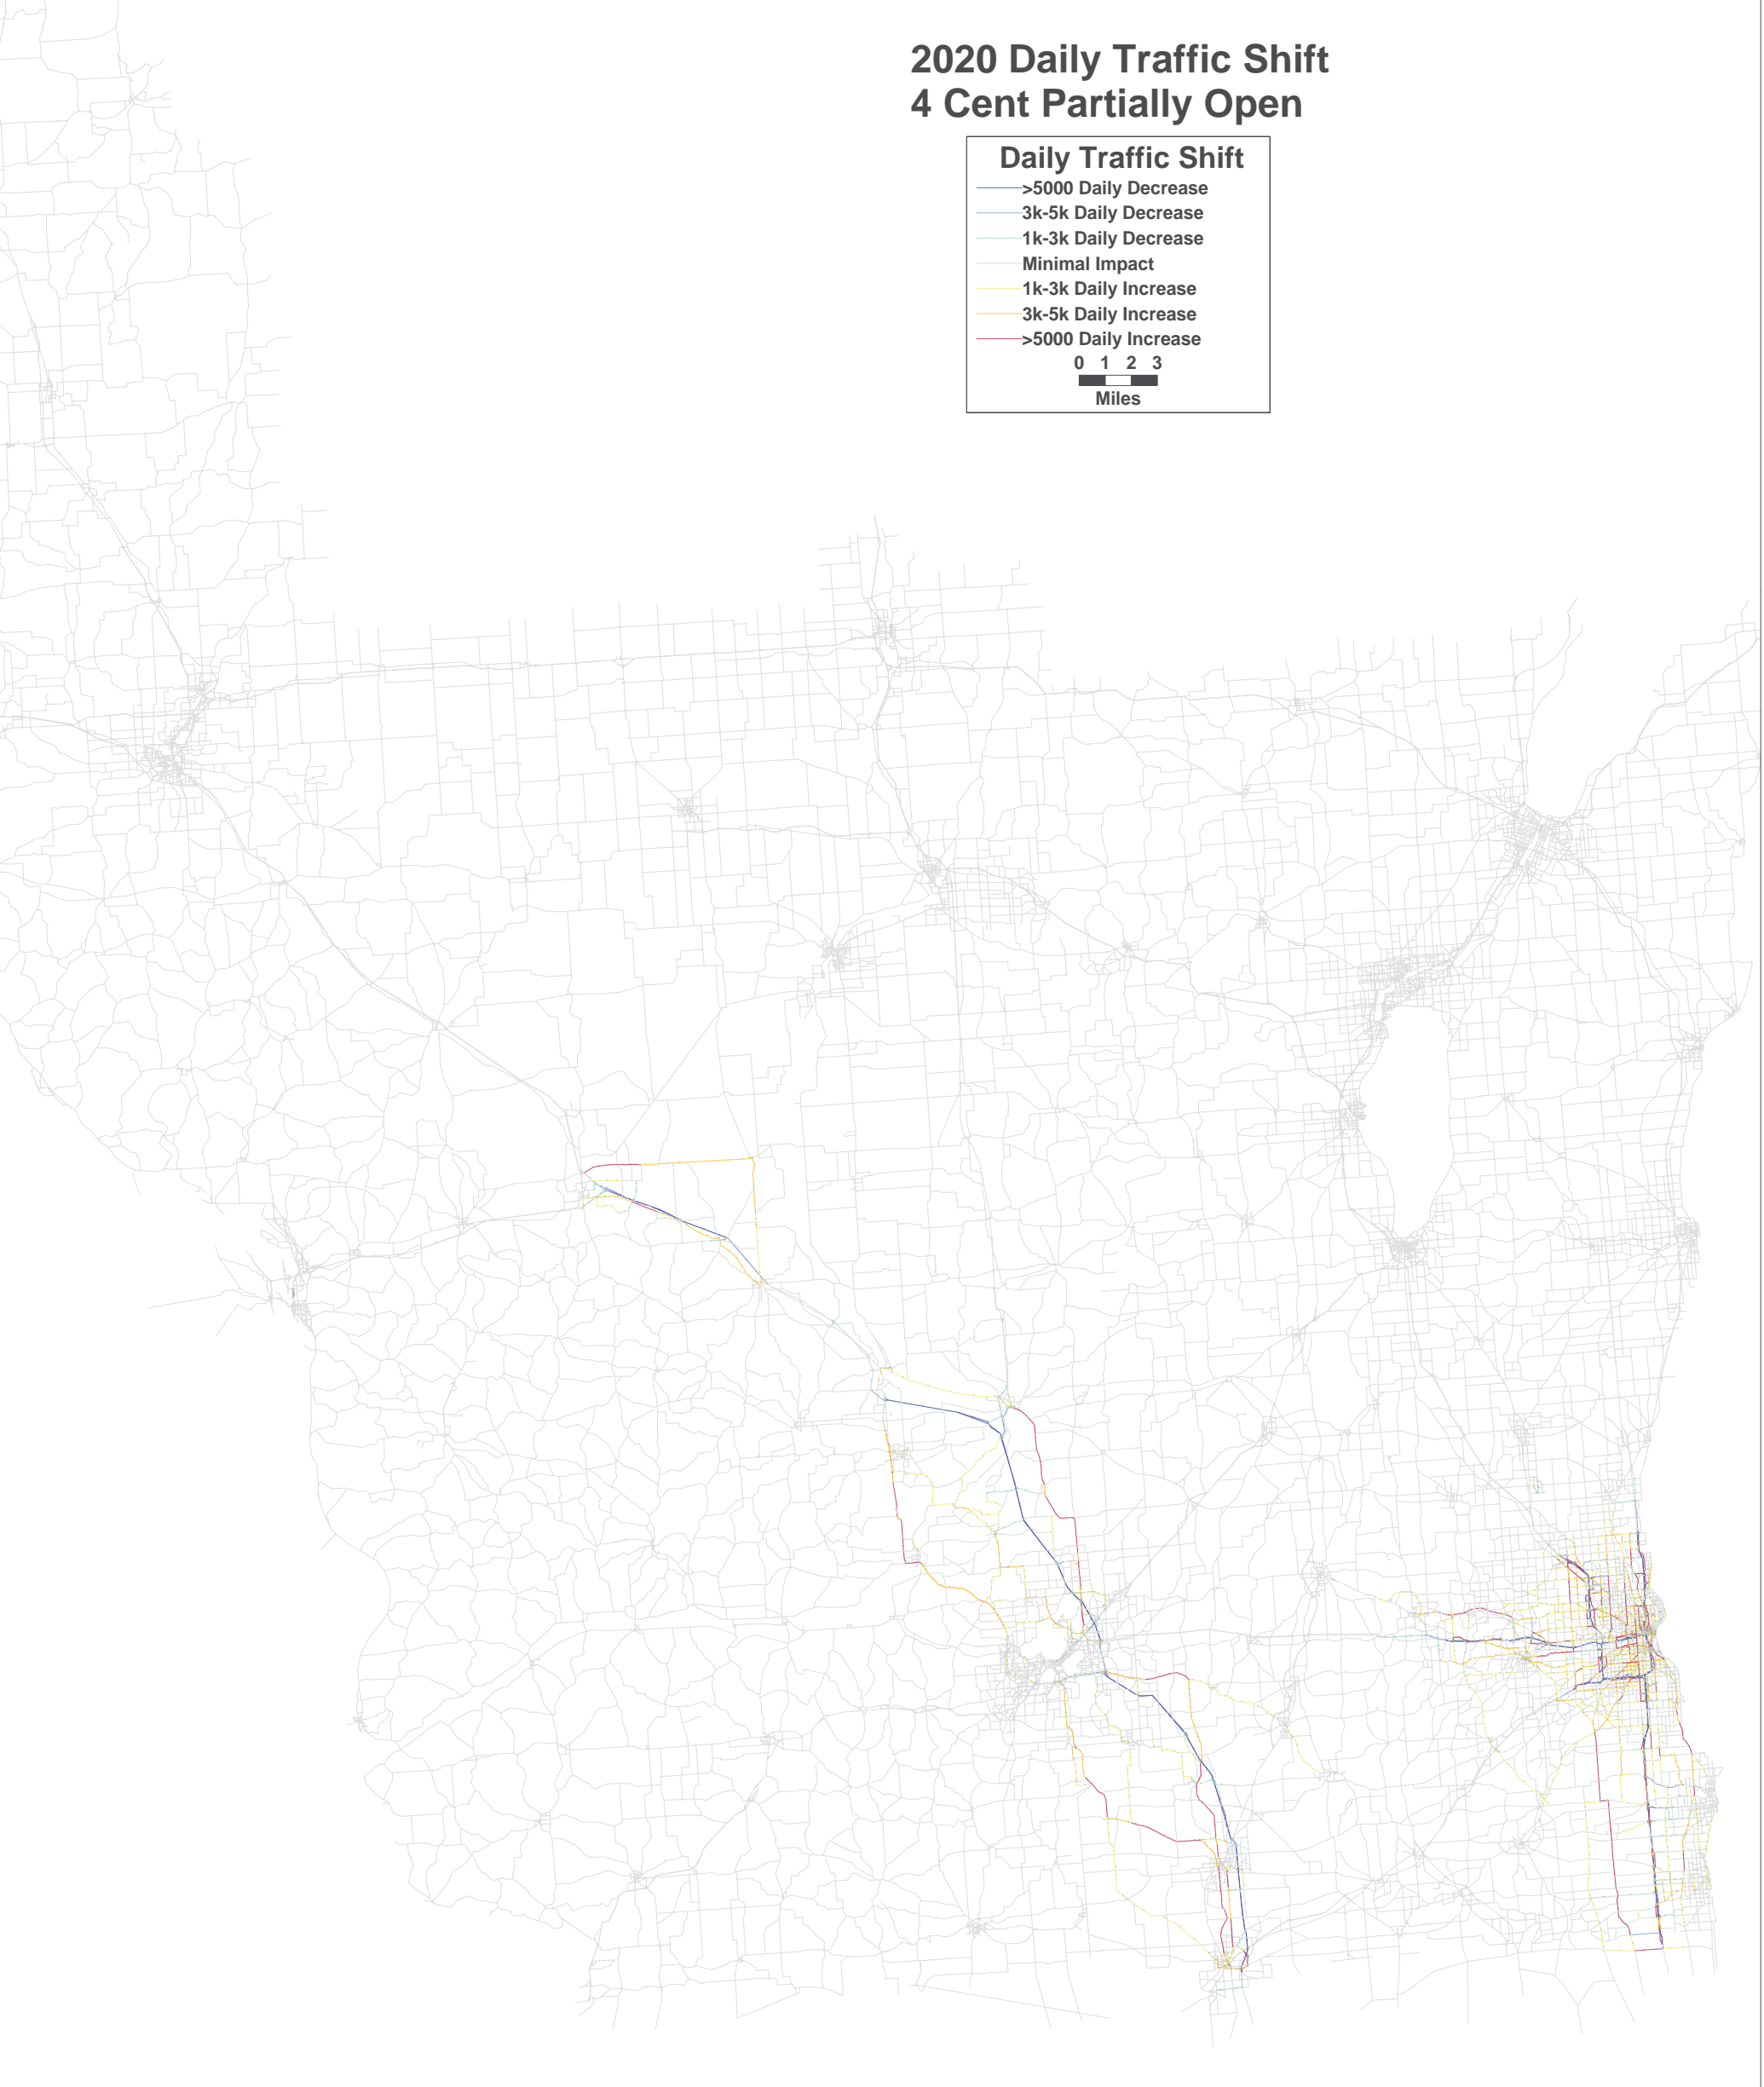 2020 Daily Traffic Shift
4 Cent Partially Open
Daily Traffic Shift
>5000 Daily Decrease
3k-5k Daily Decrease
1k-3k Daily Decrease
Minimal Impact
1k-3k Daily Increase
3k-5k Daily Increase
>5000 Daily Increase
0 1 2 3
Miles